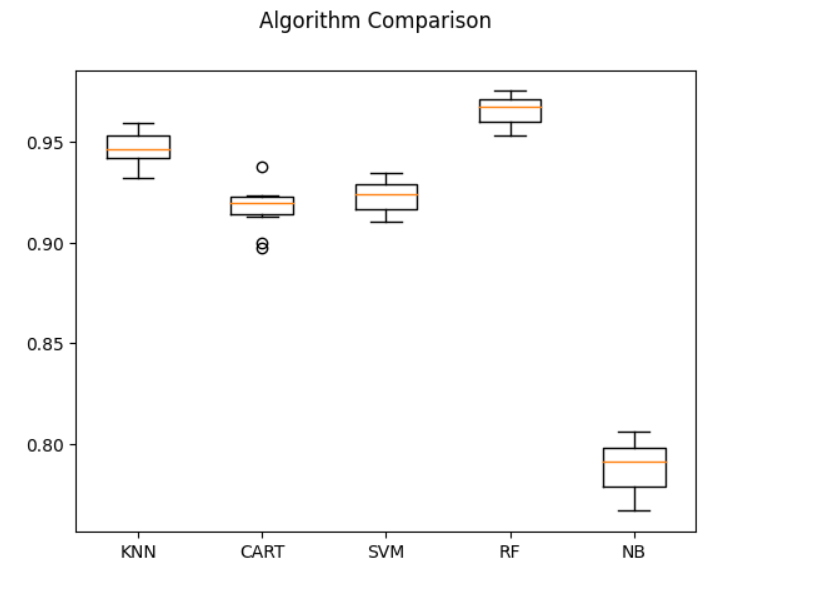 Algorithm Comparison
0.95
0.90
0.85
0.80
KNN CART SVM RF NB